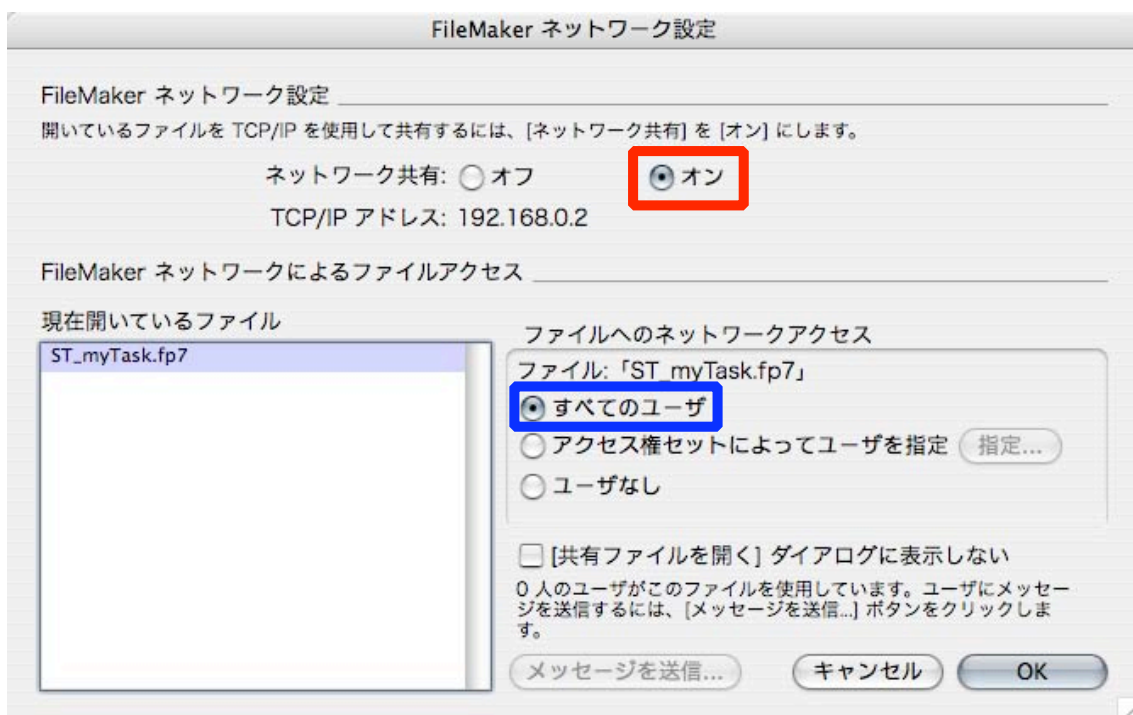 FileMaker ネットワーク設定
FileMaker ネットワーク設定
開いているファイルを TCP/IP を使用して共有するには、[ネットワーク共有] を [オン] にします。
ネットワーク共有: オフ オン
TCP/IP アドレス: 192.168.0.2
FileMaker ネットワークによるファイルアクセス
現在開いているファイル
ST_myTask.fp7
ファイルへのネットワークアクセス
ファイル:「ST_myTask.fp7」
すべてのユーザ
アクセス権セットによってユーザを指定 指定...
ユーザなし
[共有ファイルを開く] ダイアログに表示しない
0 人のユーザがこのファイルを使用しています。ユーザにメッセー
ジを送信するには、[メッセージを送信...] ボタンをクリックしま
す。
メッセージを送信... キャンセル OK